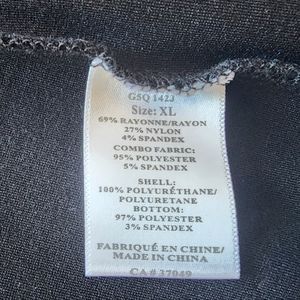 GSQ 1423
Size: XL
69% RAYONNE/RAYON
27% NYLON
4% SPANDEX
COMBO FABRIC:
95% POLYESTER
5% SPANDEX
SHELL:
100% POLYURÉTHANE/
POLYURETANE
BOTTOM:
97% POLYESTER
3% SPANDEX
FABRIQUÉ EN CHINE/
MADE IN CHINA
CA # 37049